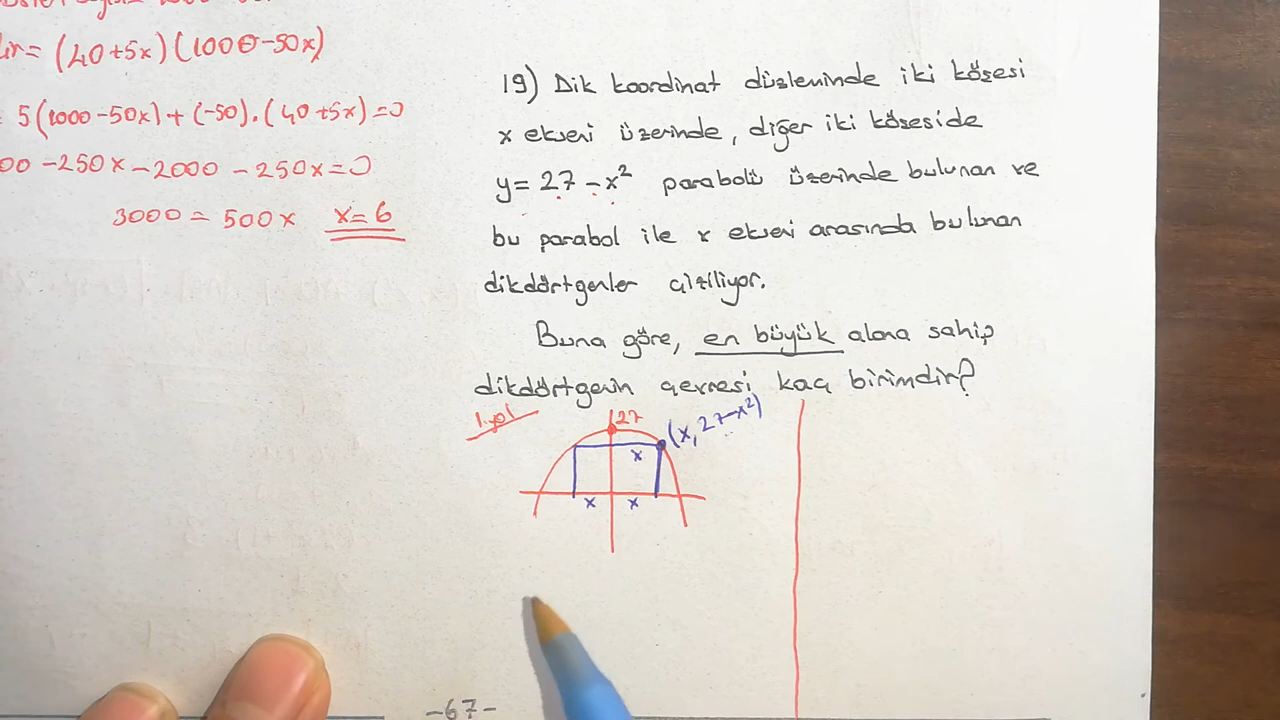 = (40+5x)(1000-50x)
5(1000-50x)+(-50).(40+5x)=0
00-250x-2000-250x=0
3000=500x x=6
19) Dik koordinat düzleminde iki köşesi
x ekseni üzerinde, diğer iki köşeside
y=27-x² parabolü üzerinde bulunan ve
bu parabol ile x ekseni arasında bulunan
dikdörtgenler çiziliyor.
Buna göre, en büyük alana sahip
dikdörtgenin çevresi kaç birimdir?
1.yol
27
(x, 27-x²)
x
x x
-67-